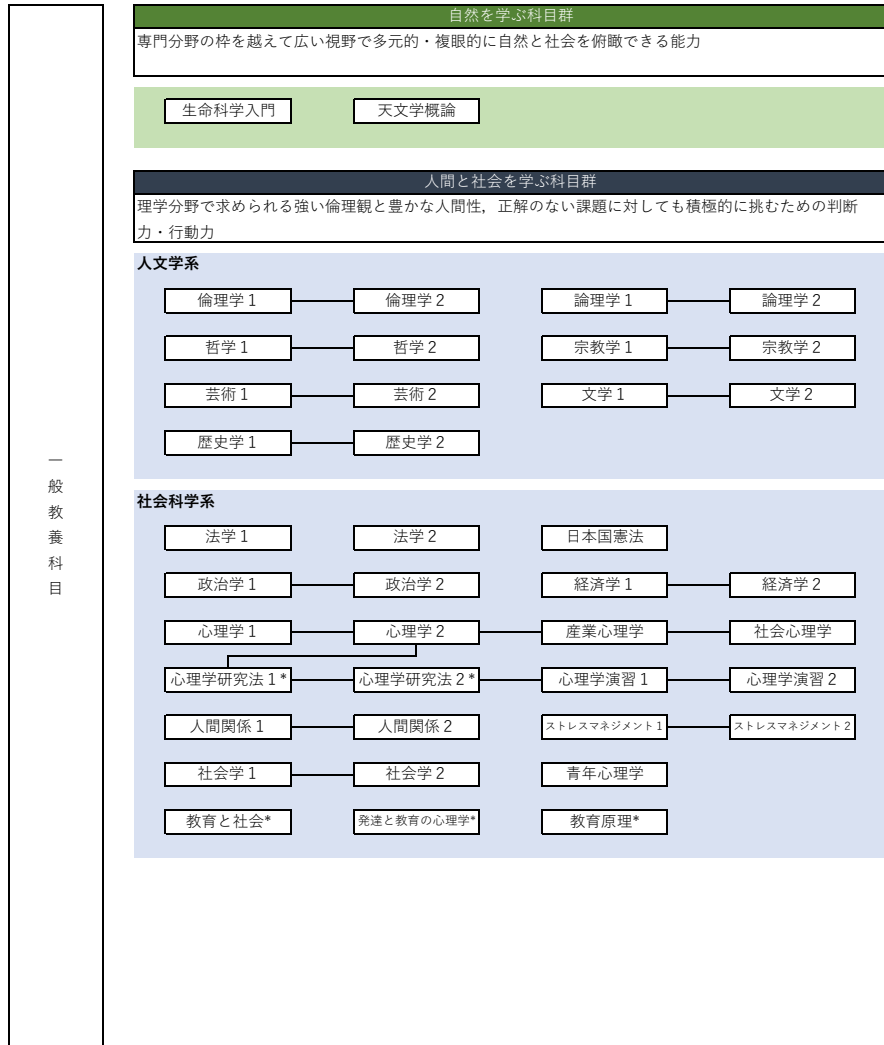 自然を学ぶ科目群
専門分野の枠を越えて広い視野で多元的・複眼的に自然と社会を俯瞰できる能力
生命科学入門 天文学概論
人間と社会を学ぶ科目群
理学分野で求められる強い倫理観と豊かな人間性，正解のない課題に対しても積極的に挑むための判断
力・行動力
人文学系
倫理学１ 倫理学２ 論理学１ 論理学２
哲学１ 哲学２ 宗教学１ 宗教学２
芸術１ 芸術２ 文学１ 文学２
歴史学１ 歴史学２
一般教養科目
社会科学系
法学１ 法学２ 日本国憲法
政治学１ 政治学２ 経済学１ 経済学２
心理学１ 心理学２ 産業心理学 社会心理学
心理学研究法１* 心理学研究法２* 心理学演習１ 心理学演習２
人間関係１ 人間関係２ ストレスマネジメント１ ストレスマネジメント２
社会学１ 社会学２ 青年心理学
教育と社会* 発達と教育の心理学* 教育原理*